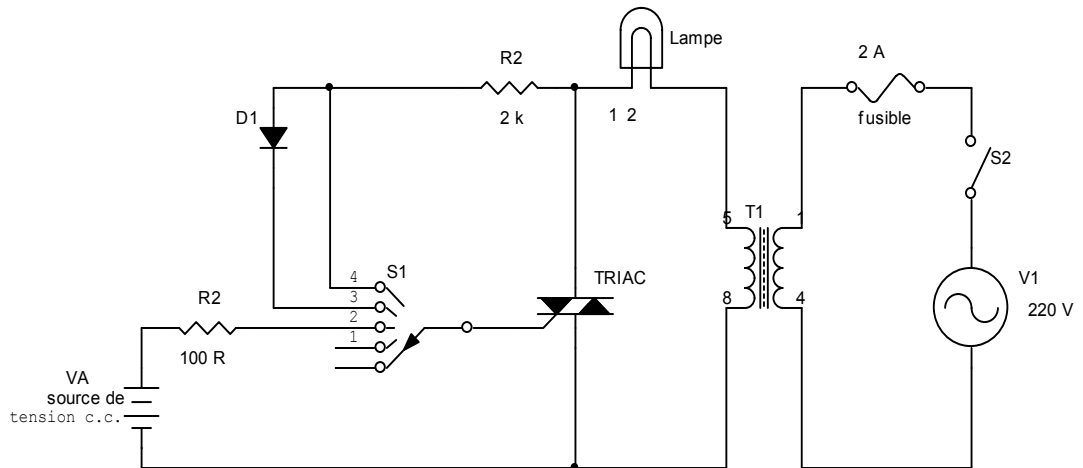 Lampe
2 A
R2
D1
2 k
1 2
fusible
S2
5
T1
1
4
S1
TRIAC
3
8
4
V1
R2
2
220 V
1
100 R
VA
source de
tension c.c.